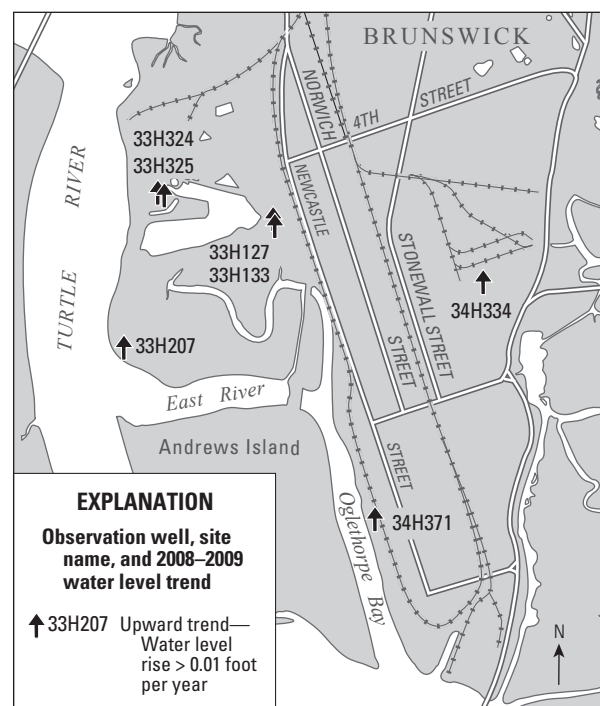 BRUNSWICK
NORWICH
STREET
4TH
STREET
33H324
33H325
TURTLE RIVER
NEWCASTLE
STREET
33H127
33H133
STONEWALL STREET
34H334
33H207
East River
Andrews Island
Oglethorpe Bay
34H371
N
EXPLANATION
Observation well, site
name, and 2008–2009
water level trend
33H207 Upward trend—
Water level
rise > 0.01 foot
per year